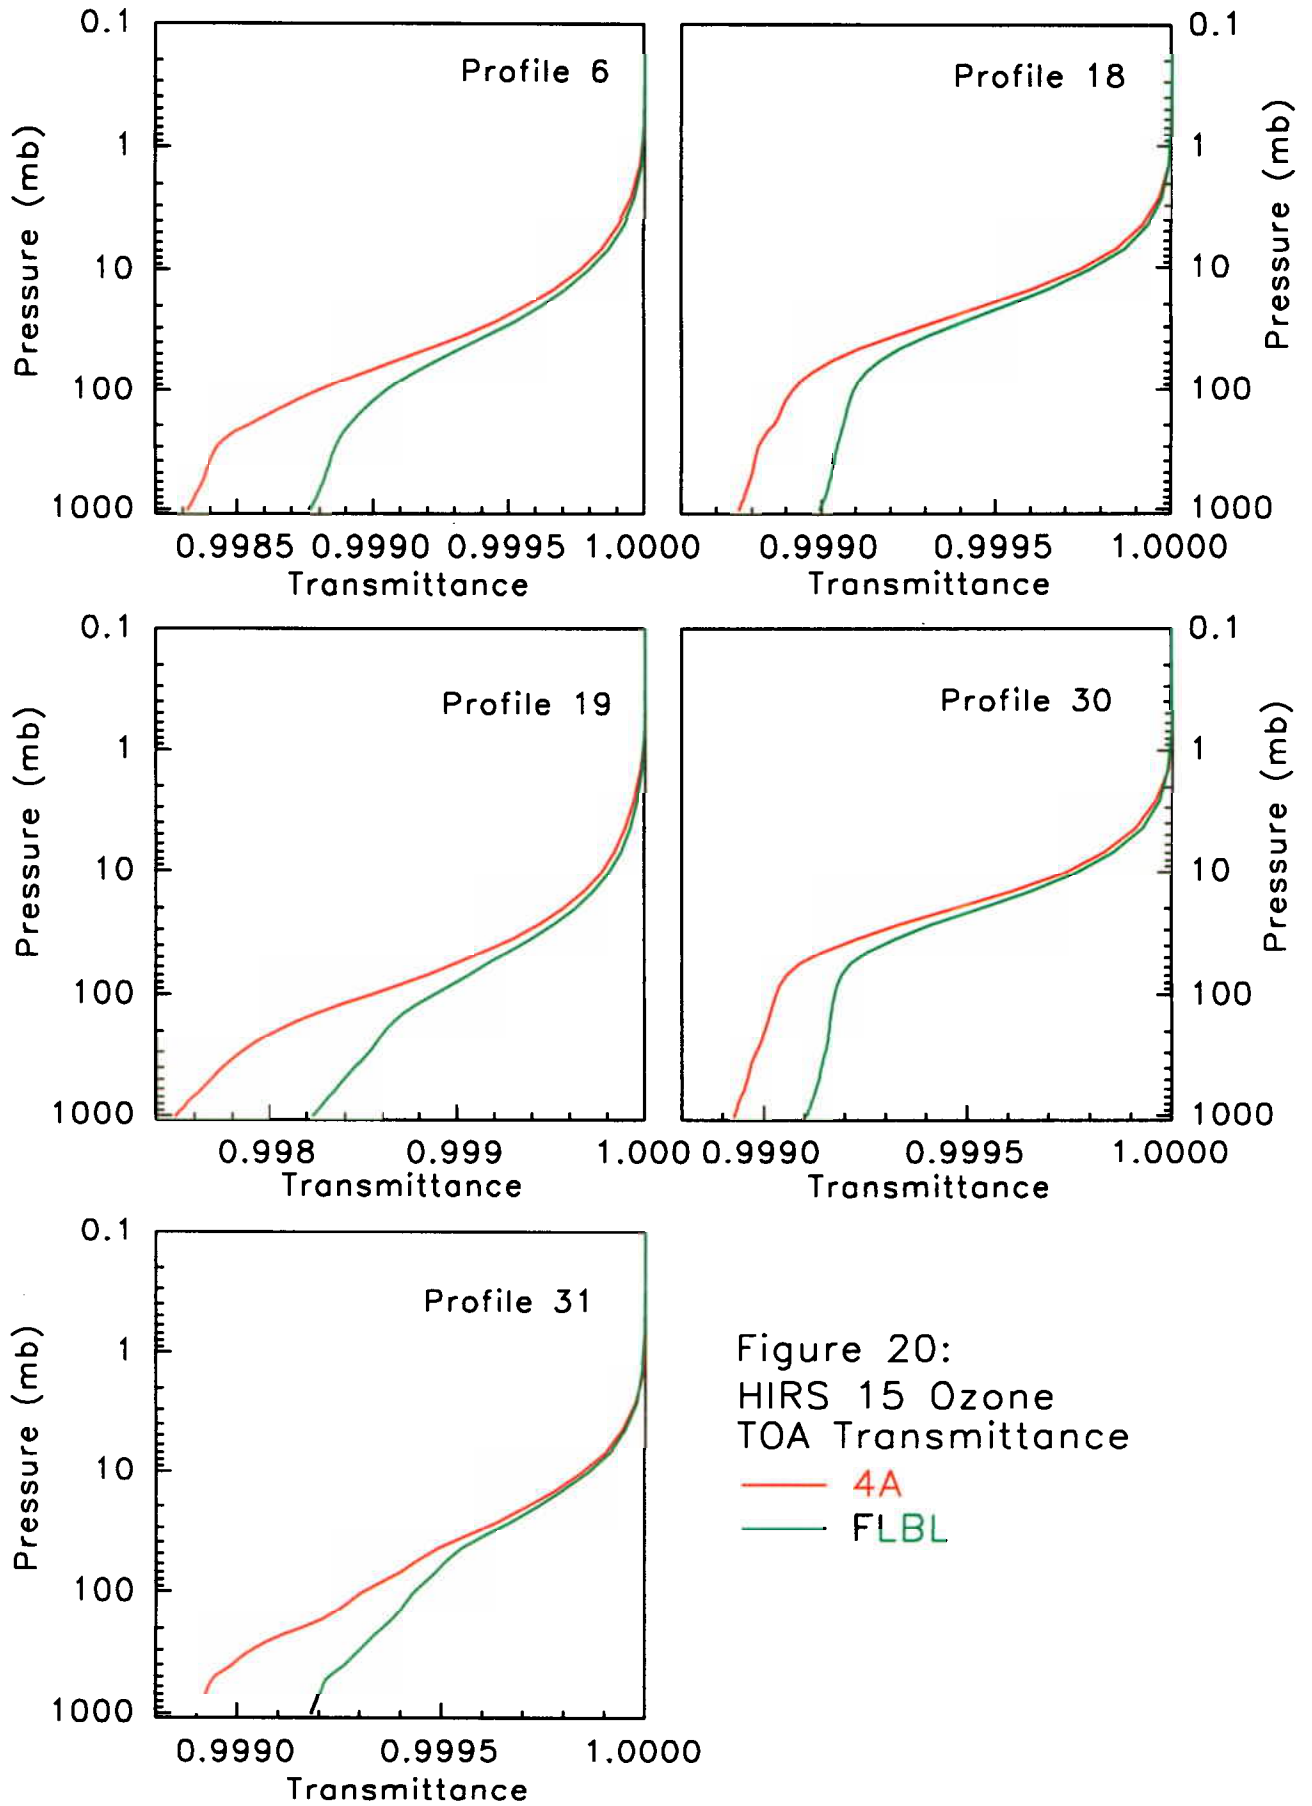 0.1
Profile 6
1
10
100
1000
Pressure (mb)
0.9985 0.9990 0.9995 1.0000
Transmittance
0.1
Profile 18
1
10
100
1000
Pressure (mb)
0.9990 0.9995 1.0000
Transmittance
0.1
Profile 19
1
10
100
1000
Pressure (mb)
0.998 0.999 1.000
Transmittance
0.1
Profile 30
1
10
100
1000
Pressure (mb)
0.9990 0.9995 1.0000
Transmittance
0.1
Profile 31
1
10
100
1000
Pressure (mb)
0.9990 0.9995 1.0000
Transmittance
Figure 20:
HIRS 15 Ozone
TOA Transmittance
4A
FLBL